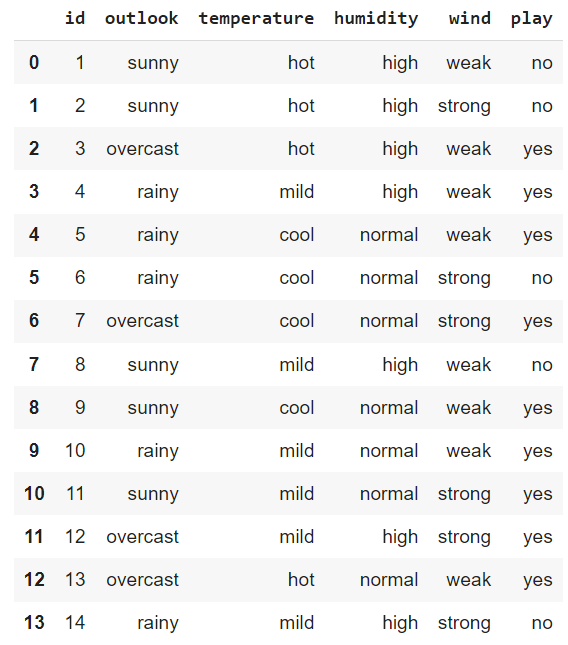 id outlook temperature humidity wind play
0 1 sunny hot high weak no
1 2 sunny hot high strong no
2 3 overcast hot high weak yes
3 4 rainy mild high weak yes
4 5 rainy cool normal weak yes
5 6 rainy cool normal strong no
6 7 overcast cool normal strong yes
7 8 sunny mild high weak no
8 9 sunny cool normal weak yes
9 10 rainy mild normal weak yes
10 11 sunny mild normal strong yes
11 12 overcast mild high strong yes
12 13 overcast hot normal weak yes
13 14 rainy mild high strong no